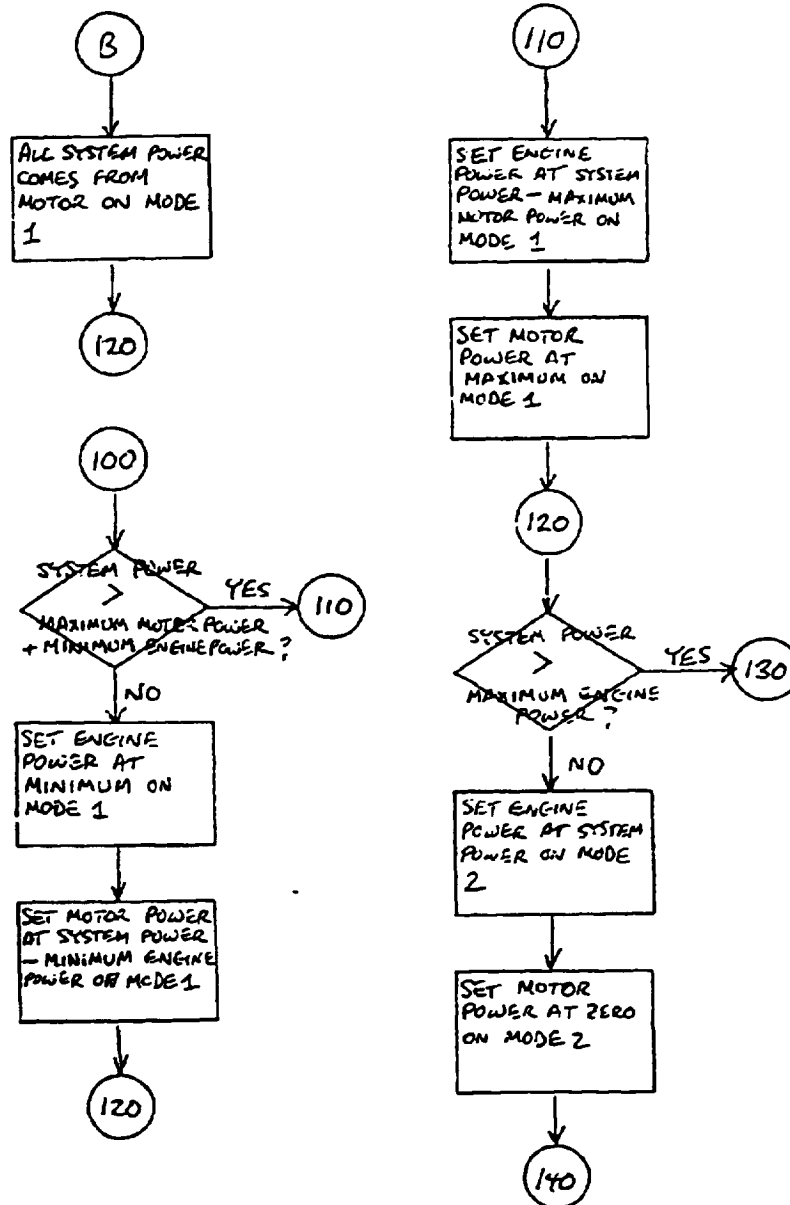 B
ALL SYSTEM POWER
COMES FROM
MOTOR ON MODE
1
120
100
SYSTEM POWER
>
MAXIMUM MOTOR POWER
+ MINIMUM ENGINE POWER?
YES
110
NO
SET ENGINE
POWER AT
MINIMUM ON
MODE 1
SET MOTOR POWER
AT SYSTEM POWER
- MINIMUM ENGINE
POWER ON MODE 1
120
110
SET ENGINE
POWER AT SYSTEM
POWER - MAXIMUM
MOTOR POWER ON
MODE 1
SET MOTOR
POWER AT
MAXIMUM ON
MODE 1
120
SYSTEM POWER
>
MAXIMUM ENGINE
POWER?
YES
130
NO
SET ENGINE
POWER AT SYSTEM
POWER ON MODE
2
SET MOTOR
POWER AT ZERO
ON MODE 2
140